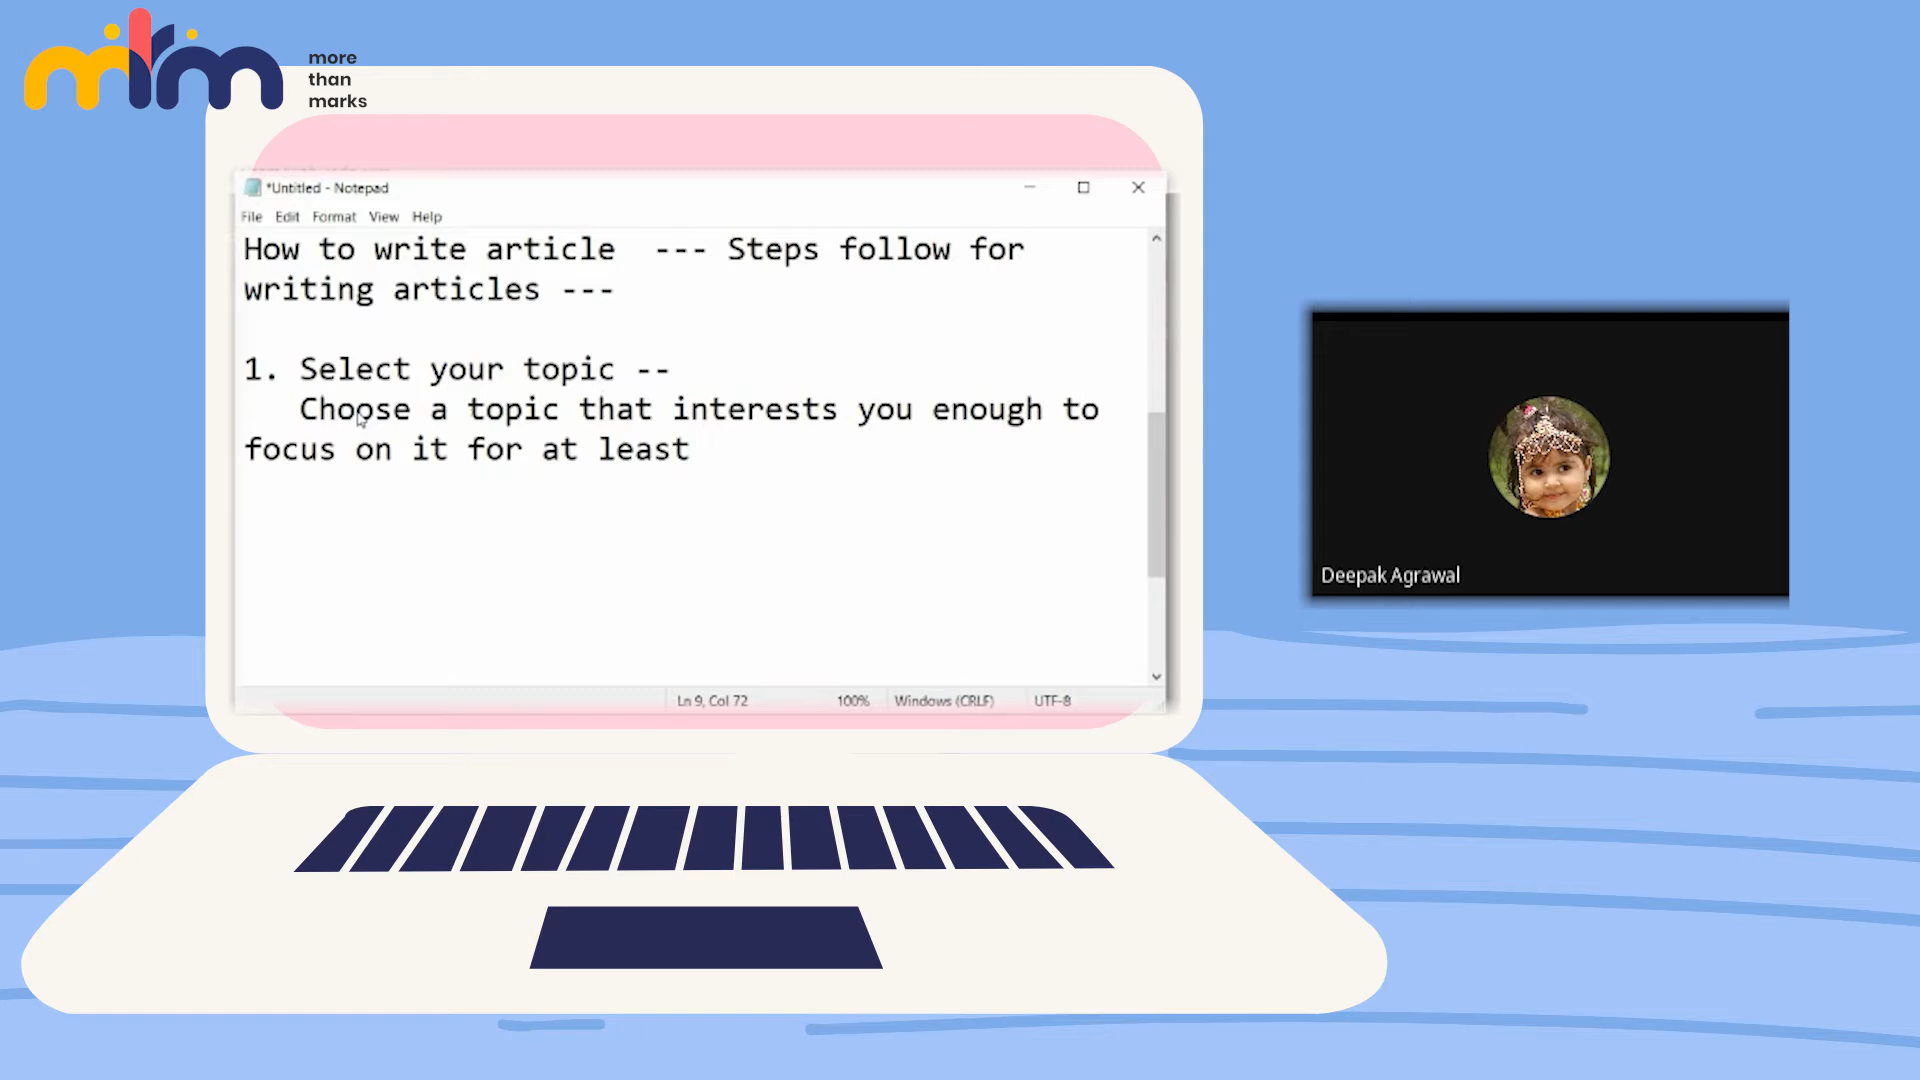 mtm
more
than
marks
*Untitled - Notepad
File Edit Format View Help
How to write article --- Steps follow for
writing articles ---
1. Select your topic --
Choose a topic that interests you enough to
focus on it for at least
Ln 9, Col 72 100% Windows (CRLF) UTF-8
Deepak Agrawal